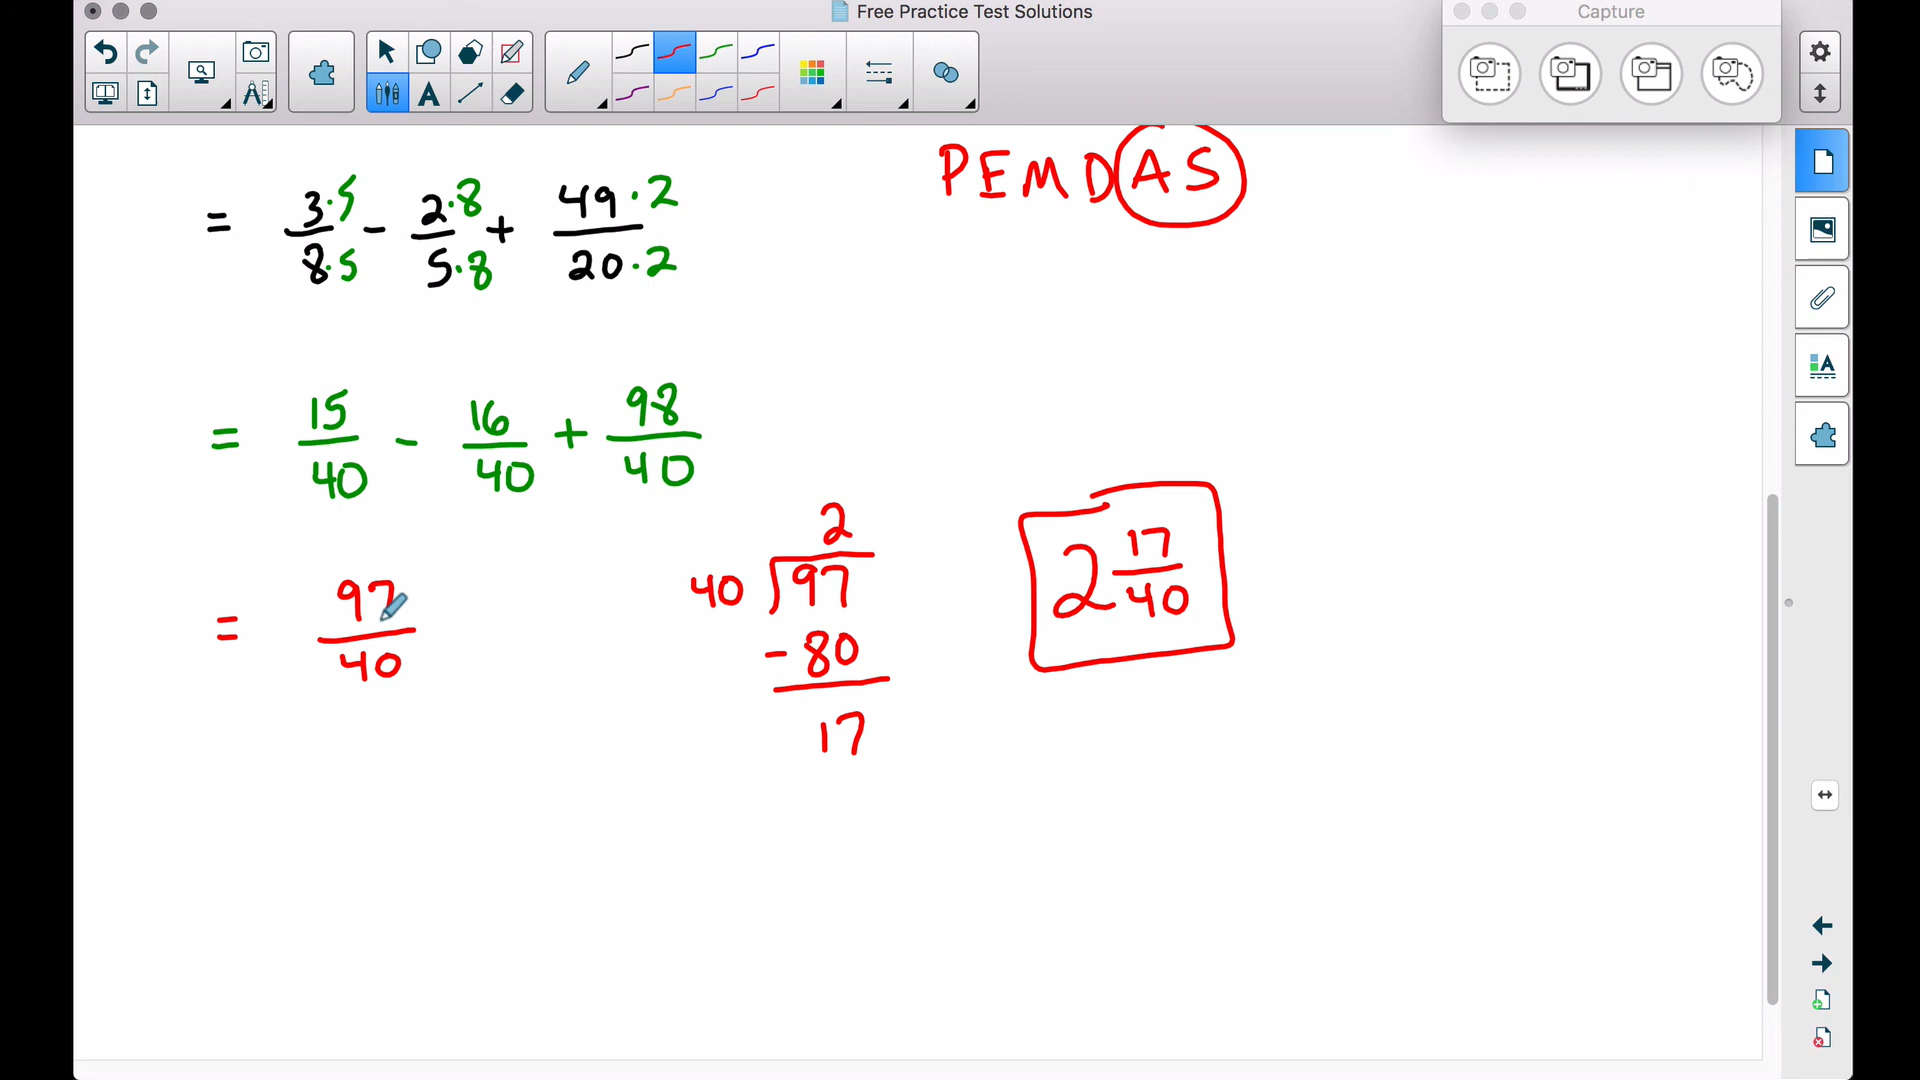 Free Practice Test Solutions
Capture
A
A
PEMDAS
= 3·5/8·5 - 2·8/5·8 + 49·2/20·2
= 15/40 - 16/40 + 98/40
= 97/40
2
40 97
-80
17
2 17/40